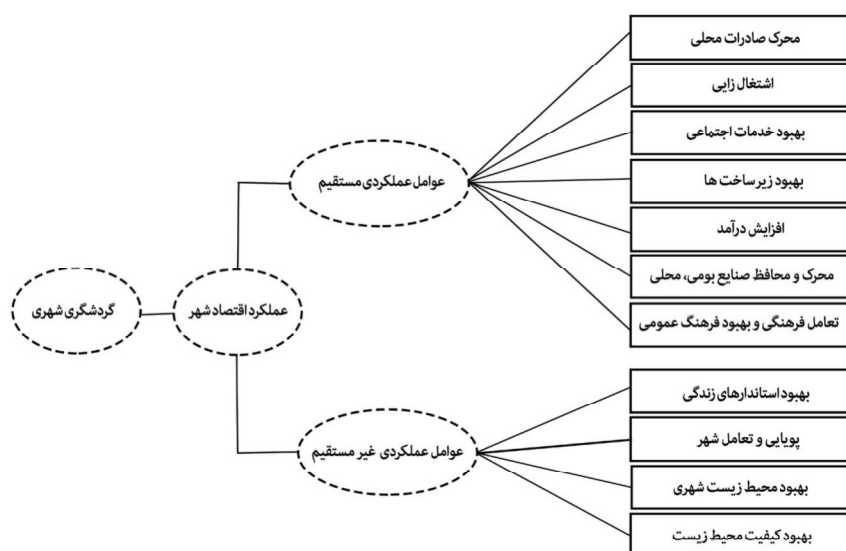 محرک صادرات محلی
اشتغال زایی
بهبود خدمات اجتماعی
عوامل عملکردی مستقیم
بهبود زیرساخت ها
افزایش درآمد
محرک و محافظ صنایع بومی، محلی
تعامل فرهنگی و بهبود فرهنگ عمومی
عملکرد اقتصاد شهر
گردشگری شهری
بهبود استاندارهای زندگی
پویایی و تعامل شهر
عوامل عملکردی غیر مستقیم
بهبود محیط زیست شهری
بهبود کیفیت محیط زیست